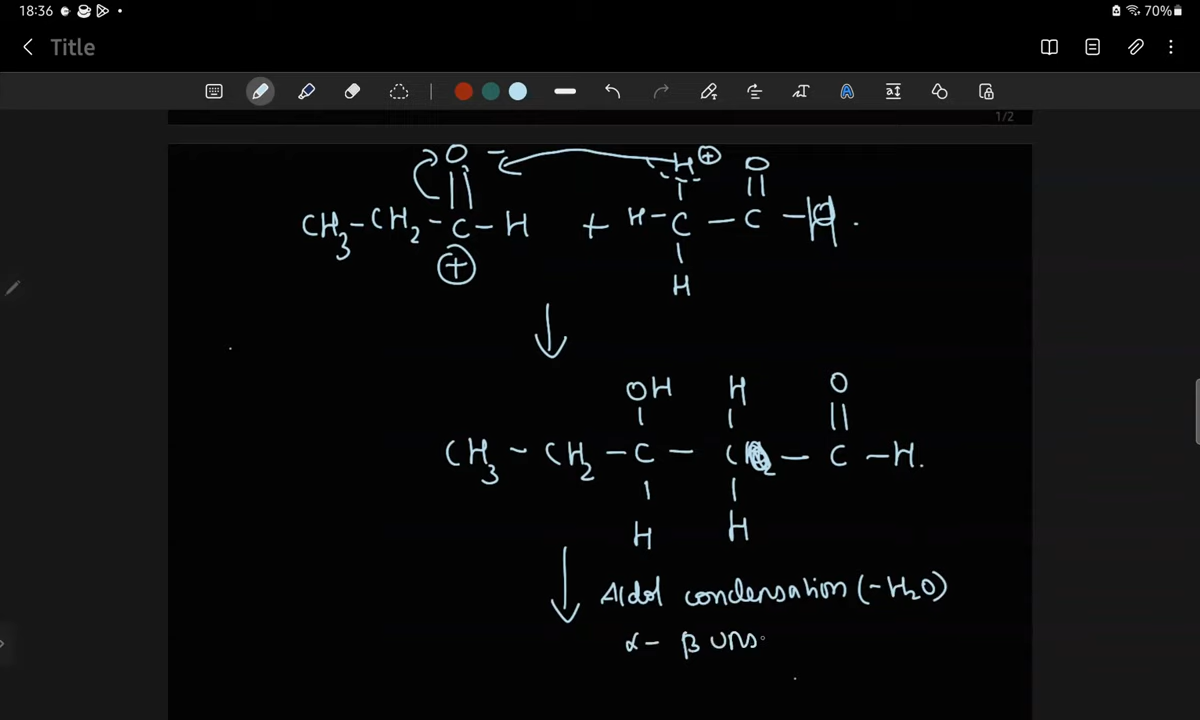 18:36
70%
Title
1/2
O − H⊕ O
|| | ||
CH₃ − CH₂ − C − H + H − C − C − H .
⊕ |
H
OH H O
| | ||
CH₃ − CH₂ − C − C − C − H.
| |
H H
Aldol condensation (− H₂O)
α − β uns